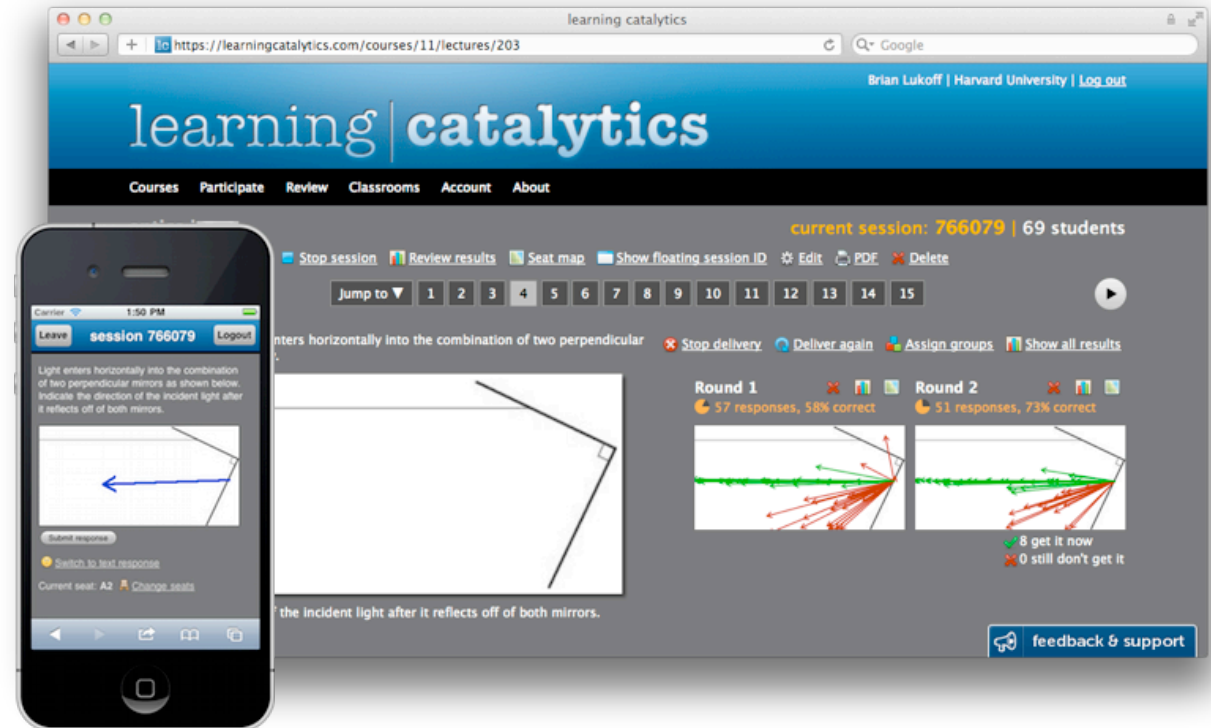 learning catalytics
https://learningcatalytics.com/courses/11/lectures/203
Google
Brian Lukoff | Harvard University | Log out
learning | catalytics
Courses Participate Review Classrooms Account About
current session: 766079 | 69 students
Stop session Review results Seat map Show floating session ID Edit PDF Delete
Jump to ▼ 1 2 3 4 5 6 7 8 9 10 11 12 13 14 15
nters horizontally into the combination of two perpendicular
Stop delivery Deliver again Assign groups Show all results
Round 1
57 responses, 58% correct
Round 2
51 responses, 73% correct
8 get it now
0 still don't get it
the incident light after it reflects off of both mirrors.
feedback & support
Carrier 1:50 PM
Leave session 766079 Logout
Light enters horizontally into the combination
of two perpendicular mirrors as shown below.
Indicate the direction of the incident light after
it reflects off of both mirrors.
Submit response
Switch to text response
Current seat: A2 Change seats